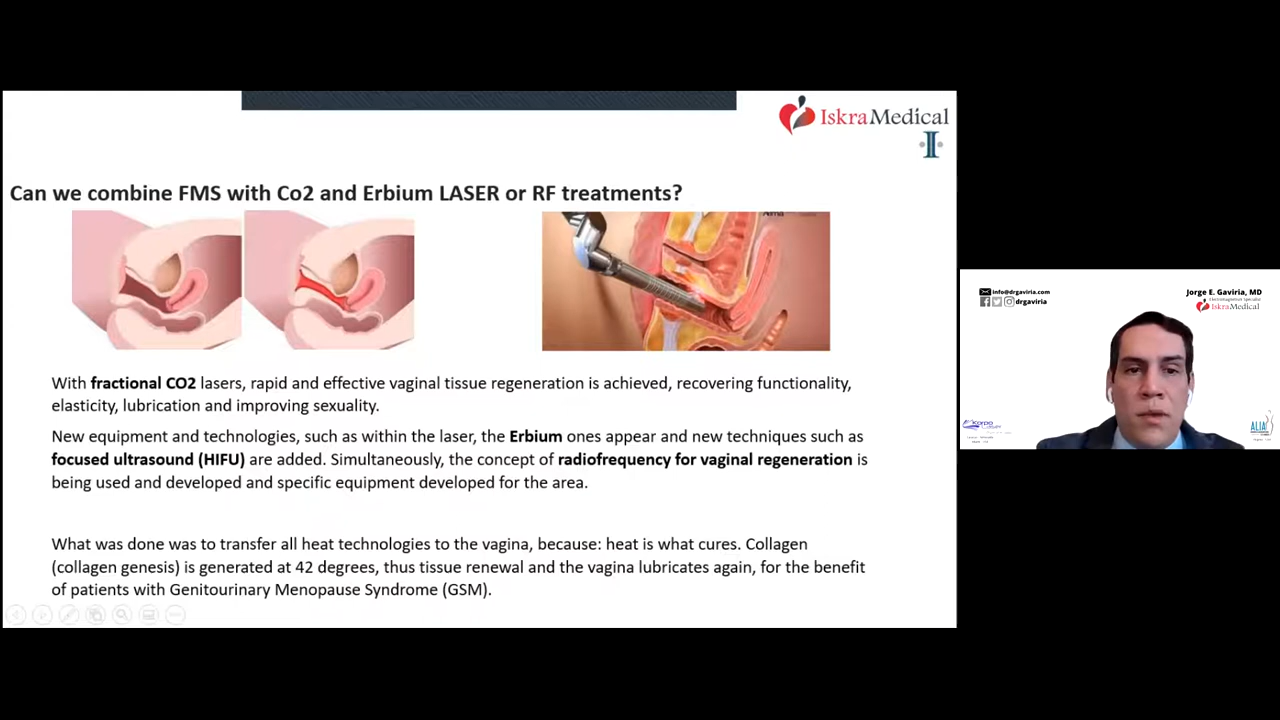 IskraMedical
I
Can we combine FMS with Co2 and Erbium LASER or RF treatments?
Alma
With fractional CO2 lasers, rapid and effective vaginal tissue regeneration is achieved, recovering functionality,
elasticity, lubrication and improving sexuality.
New equipment and technologies, such as within the laser, the Erbium ones appear and new techniques such as
focused ultrasound (HIFU) are added. Simultaneously, the concept of radiofrequency for vaginal regeneration is
being used and developed and specific equipment developed for the area.
What was done was to transfer all heat technologies to the vagina, because: heat is what cures. Collagen
(collagen genesis) is generated at 42 degrees, thus tissue renewal and the vagina lubricates again, for the benefit
of patients with Genitourinary Menopause Syndrome (GSM).
info@drgaviria.com
drgaviria
Jorge E. Gaviria, MD
IskraMedical
ALIA